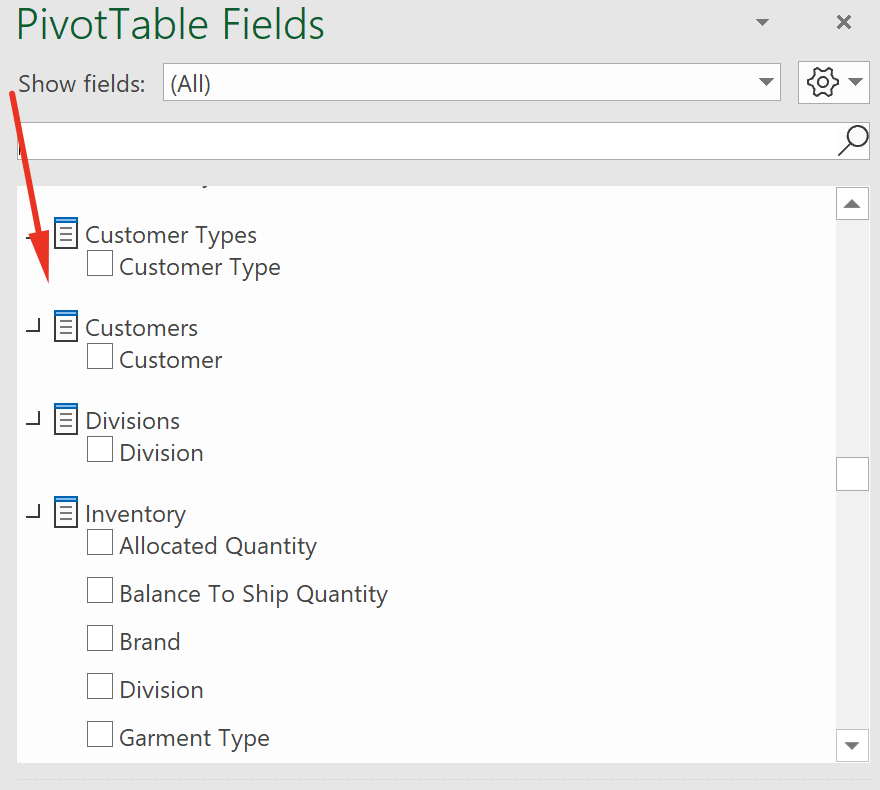 PivotTable Fields
Show fields: (All)
Customer Types
Customer Type
Customers
Customer
Divisions
Division
Inventory
Allocated Quantity
Balance To Ship Quantity
Brand
Division
Garment Type